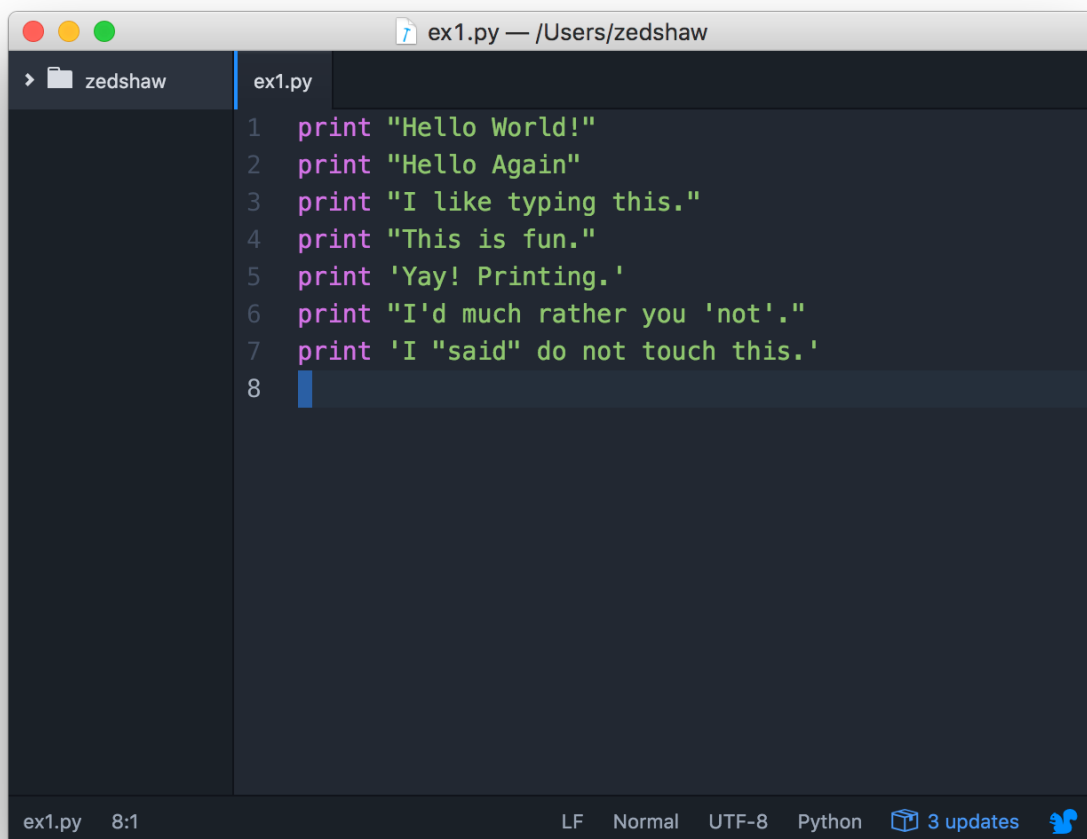 ex1.py — /Users/zedshaw
zedshaw
ex1.py
1 print "Hello World!"
2 print "Hello Again"
3 print "I like typing this."
4 print "This is fun."
5 print 'Yay! Printing.'
6 print "I'd much rather you 'not'."
7 print 'I "said" do not touch this.'
8
ex1.py 8:1 LF Normal UTF-8 Python 3 updates